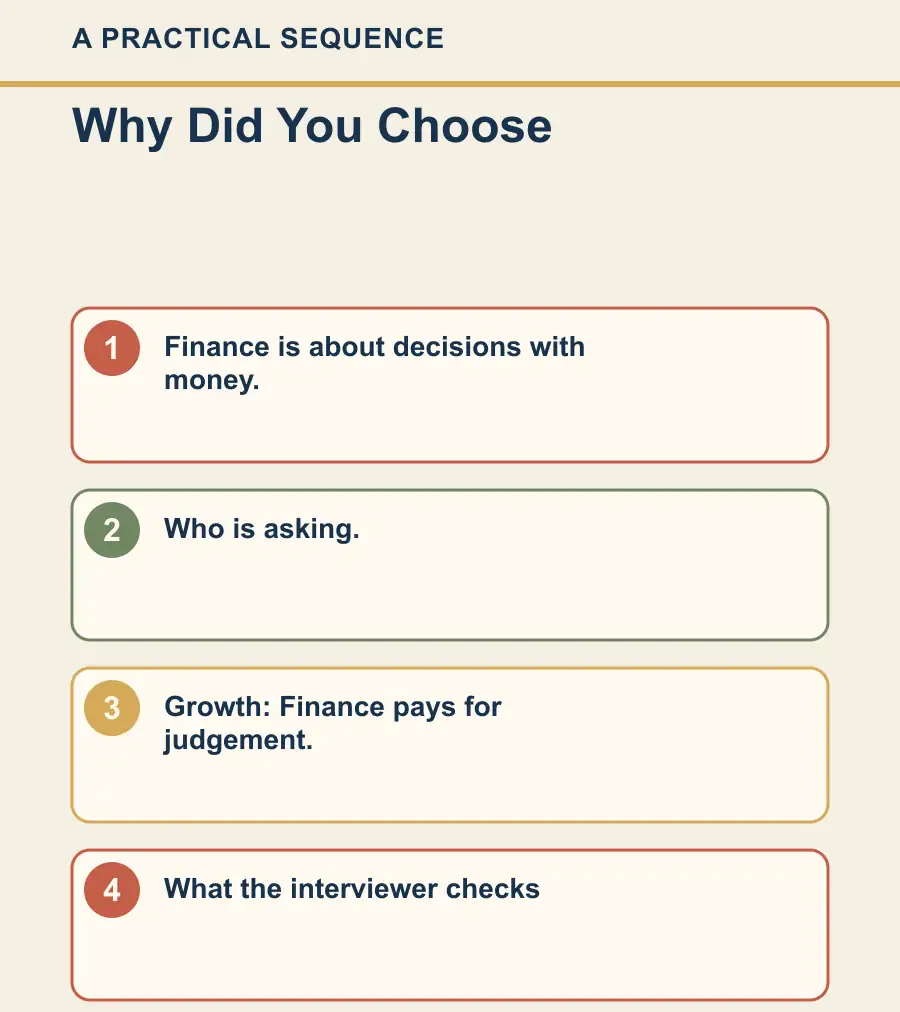 A PRACTICAL SEQUENCE
Why Did You Choose
1
Finance is about decisions with
money.
2
Who is asking.
3
Growth: Finance pays for
judgement.
4
What the interviewer checks